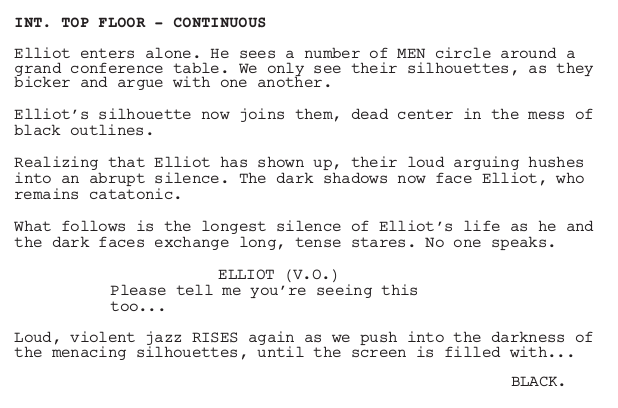 INT. TOP FLOOR - CONTINUOUS
Elliot enters alone. He sees a number of MEN circle around a
grand conference table. We only see their silhouettes, as they
bicker and argue with one another.
Elliot's silhouette now joins them, dead center in the mess of
black outlines.
Realizing that Elliot has shown up, their loud arguing hushes
into an abrupt silence. The dark shadows now face Elliot, who
remains catatonic.
What follows is the longest silence of Elliot's life as he and
the dark faces exchange long, tense stares. No one speaks.
ELLIOT (V.O.)
Please tell me you're seeing this
too...
Loud, violent jazz RISES again as we push into the darkness of
the menacing silhouettes, until the screen is filled with...
BLACK.